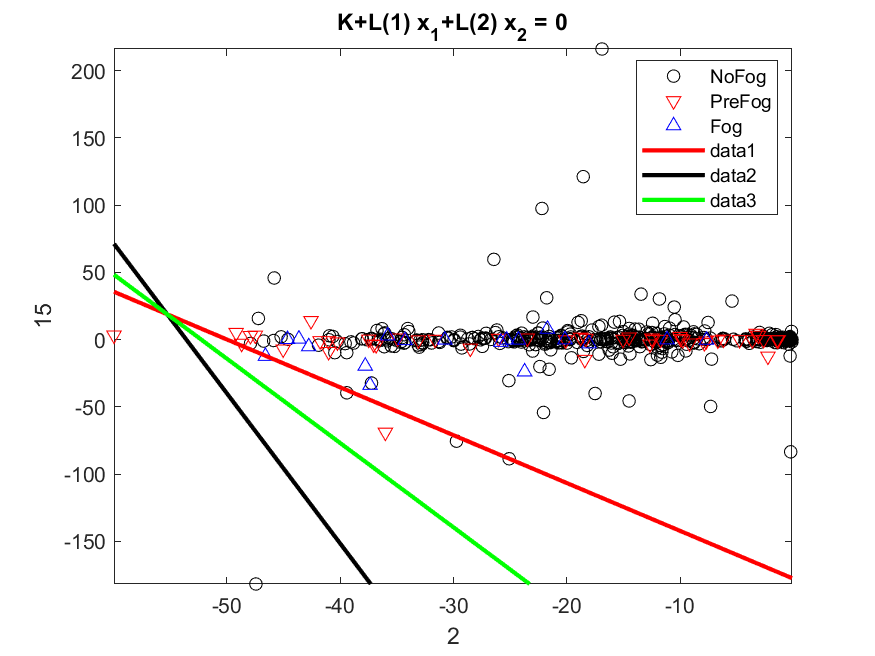 K+L(1) x₁+L(2) x₂ = 0
200
150
100
50
0
-50
-100
-150
15
NoFog
PreFog
Fog
data1
data2
data3
-50 -40 -30 -20 -10
2